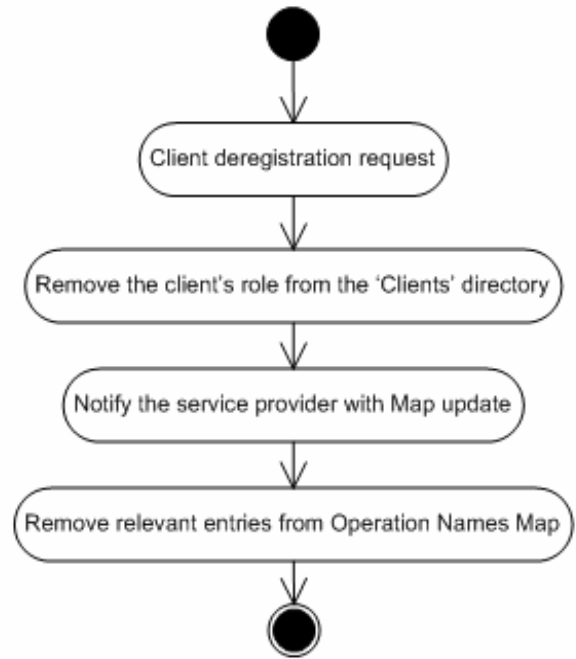 Client deregistration request
Remove the client's role from the ‘Clients’ directory
Notify the service provider with Map update
Remove relevant entries from Operation Names Map